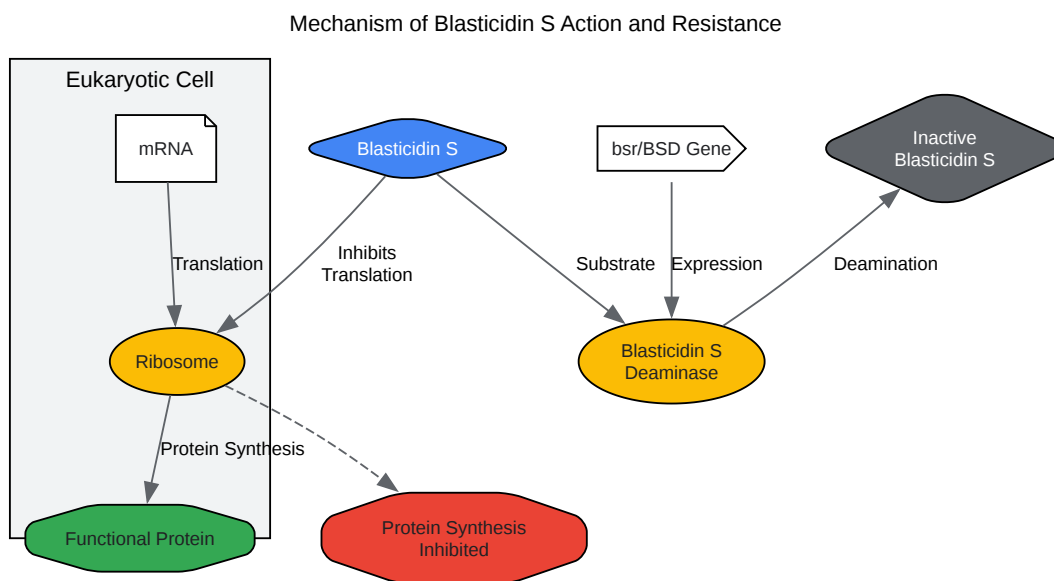 Mechanism of Blasticidin S Action and Resistance
Eukaryotic Cell
mRNA
Blasticidin S
bsr/BSD Gene
Inactive
Blasticidin S
Translation
Inhibits
Translation
Substrate
Expression
Deamination
Ribosome
Blasticidin S
Deaminase
Protein Synthesis
Functional Protein
Protein Synthesis
Inhibited